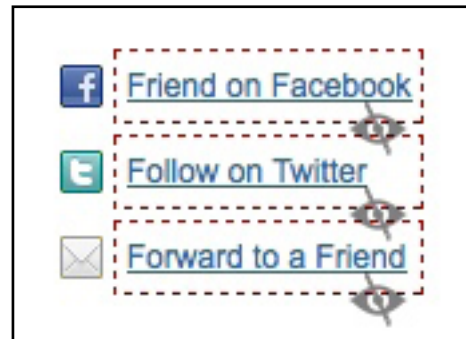 Friend on Facebook
Follow on Twitter
Forward to a Friend